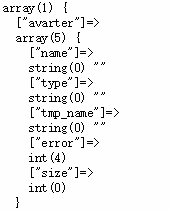 array(1) {
  ["avarter"]=>
  array(5) {
    ["name"]=>
    string(0) ""
    ["type"]=>
    string(0) ""
    ["tmp_name"]=>
    string(0) ""
    ["error"]=>
    int(4)
    ["size"]=>
    int(0)
  }